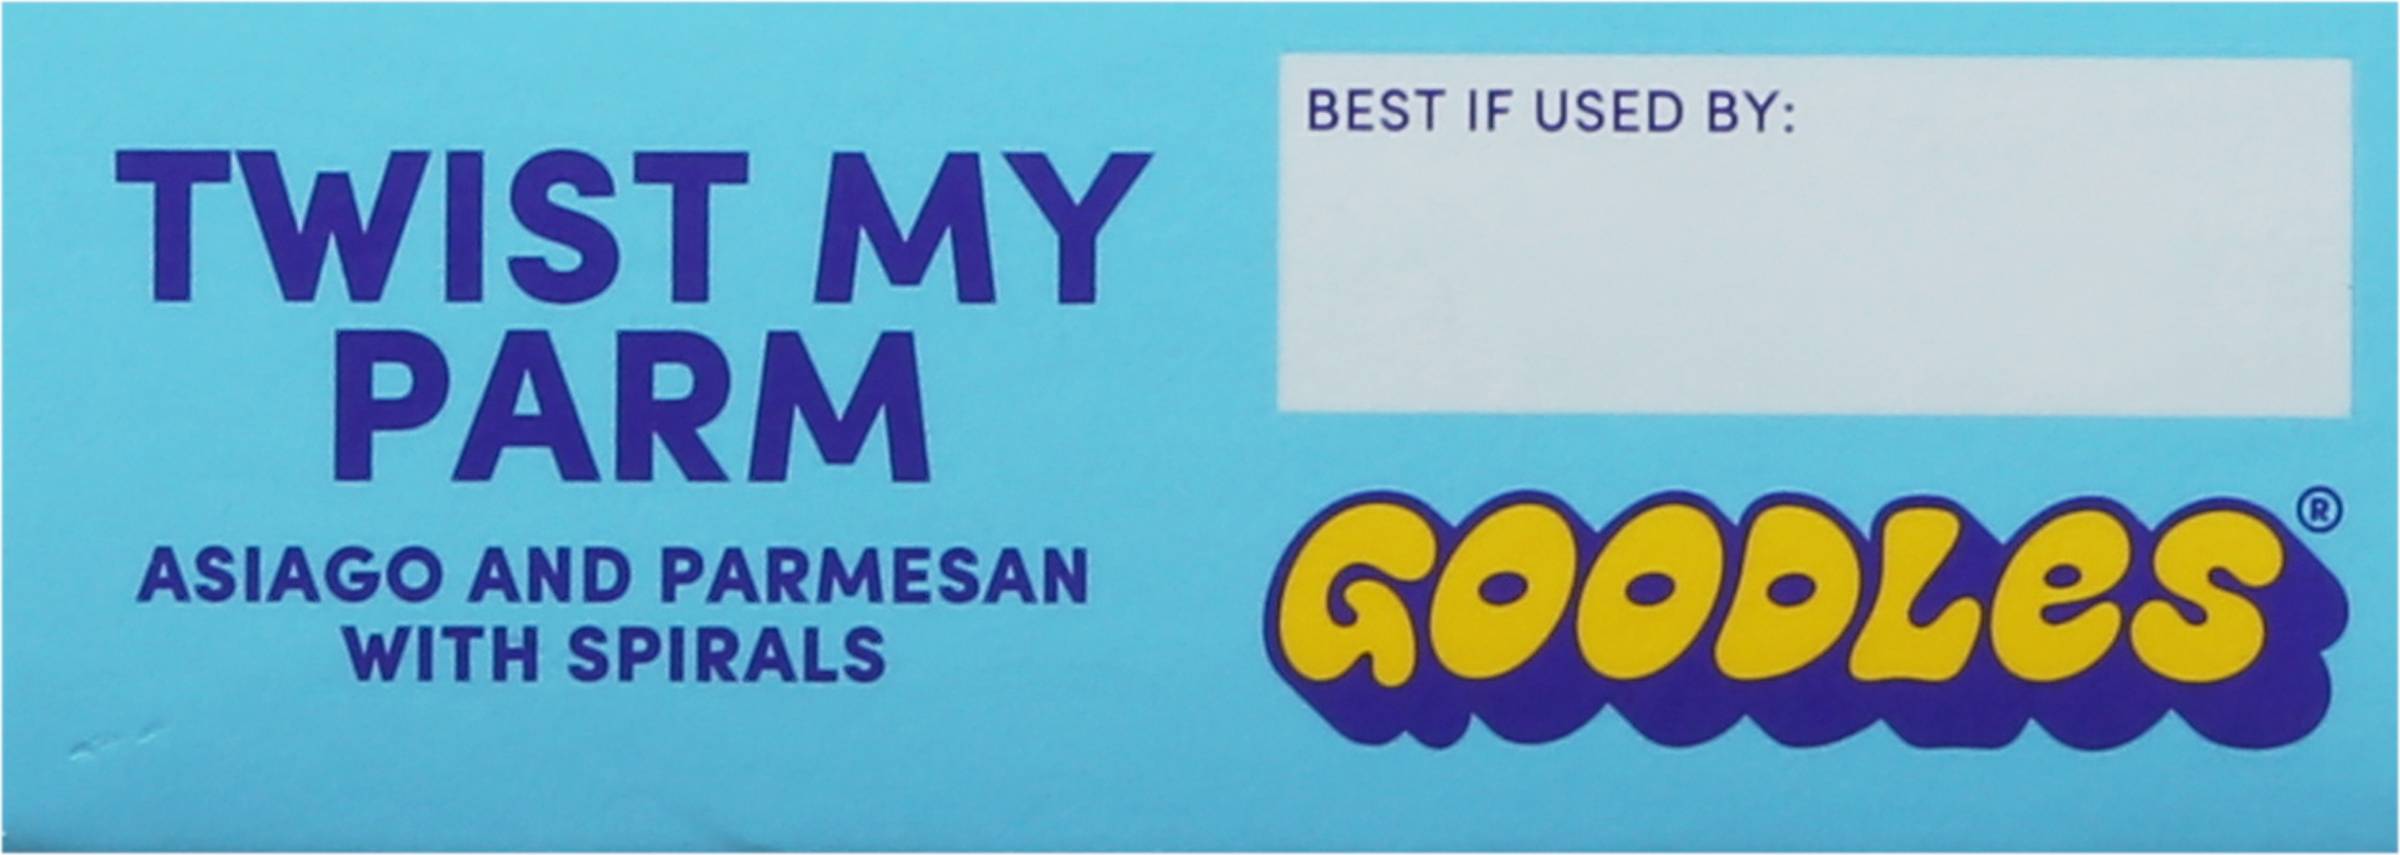 TWIST MY
PARM
ASIAGO AND PARMESAN
WITH SPIRALS
BEST IF USED BY:
GOODLES®